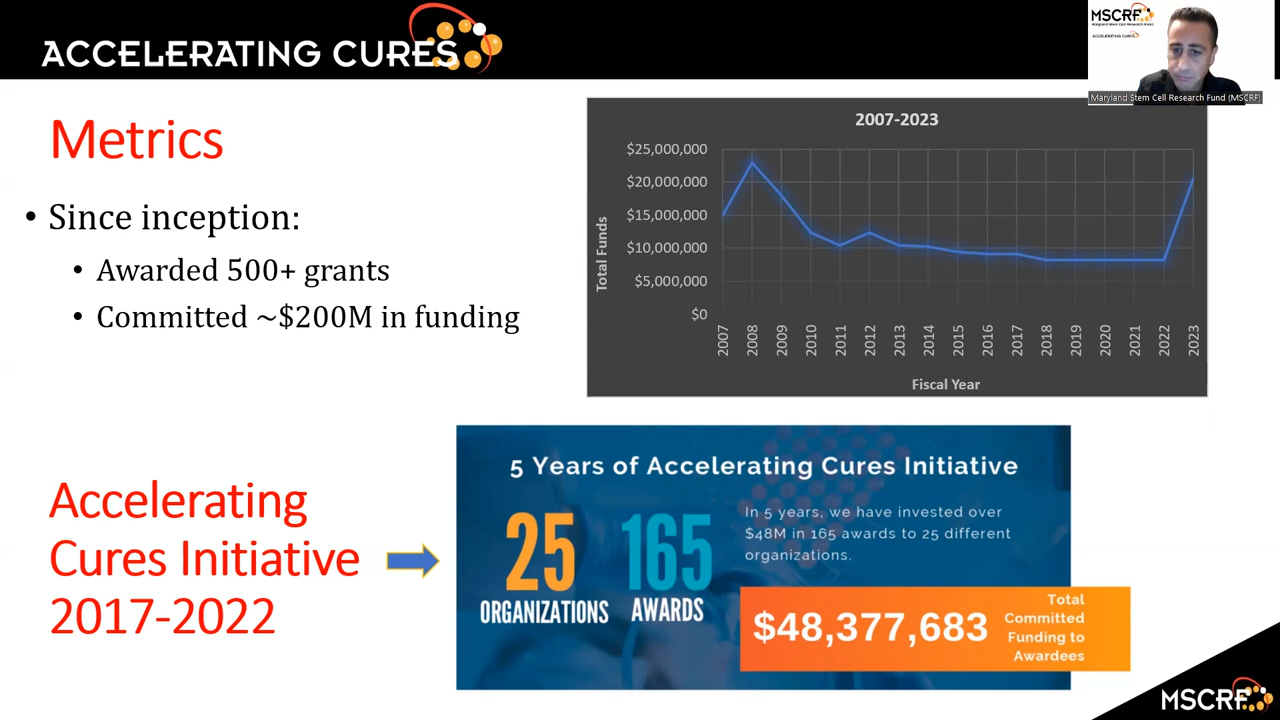 ACCELERATING CURES
MSCRF
Maryland Stem Cell Research Fund
ACCELERATING CURES
Maryland Stem Cell Research Fund (MSCRF)
Metrics
• Since inception:
• Awarded 500+ grants
• Committed ~$200M in funding
2007-2023
Total Funds
$25,000,000
$20,000,000
$15,000,000
$10,000,000
$5,000,000
$0
2007 2008 2009 2010 2011 2012 2013 2014 2015 2016 2017 2018 2019 2020 2021 2022 2023
Fiscal Year
Accelerating
Cures Initiative
2017-2022
5 Years of Accelerating Cures Initiative
25
ORGANIZATIONS
165
AWARDS
In 5 years, we have invested over
$48M in 165 awards to 25 different
organizations.
$48,377,683
Total
Committed
Funding to
Awardees
MSCRF